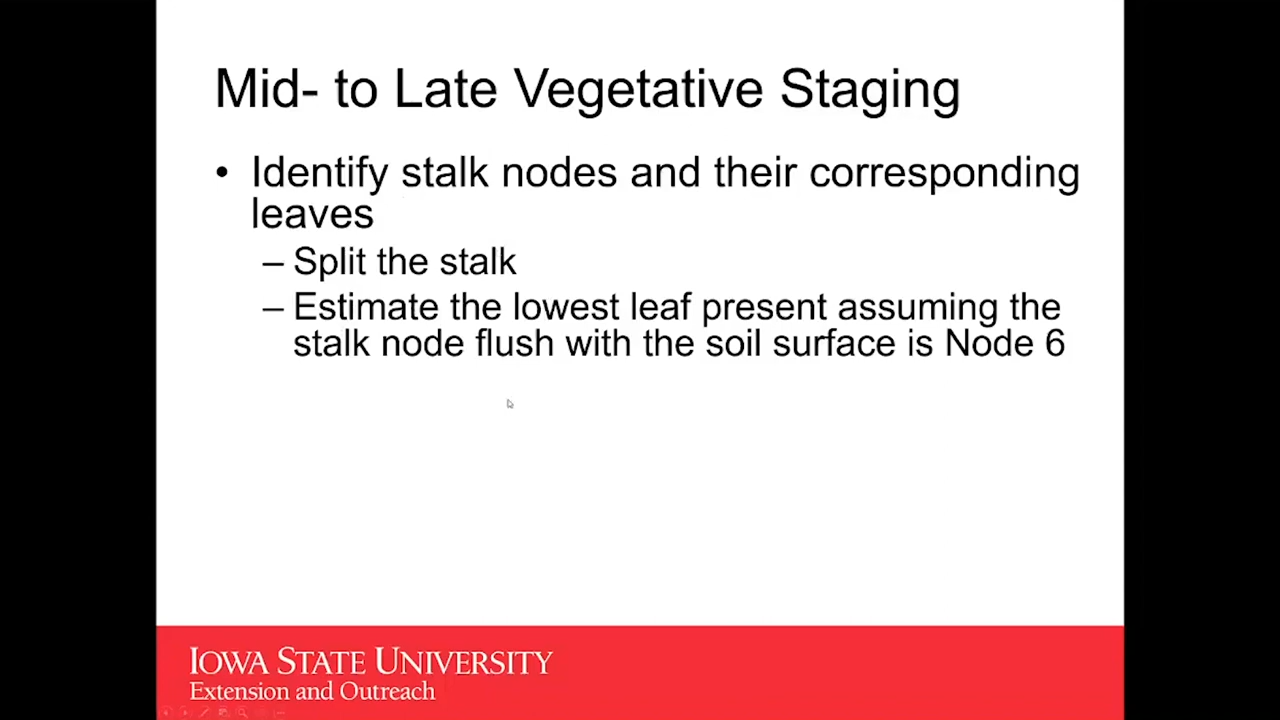 Mid- to Late Vegetative Staging
• Identify stalk nodes and their corresponding
leaves
– Split the stalk
– Estimate the lowest leaf present assuming the
stalk node flush with the soil surface is Node 6
IOWA STATE UNIVERSITY
Extension and Outreach